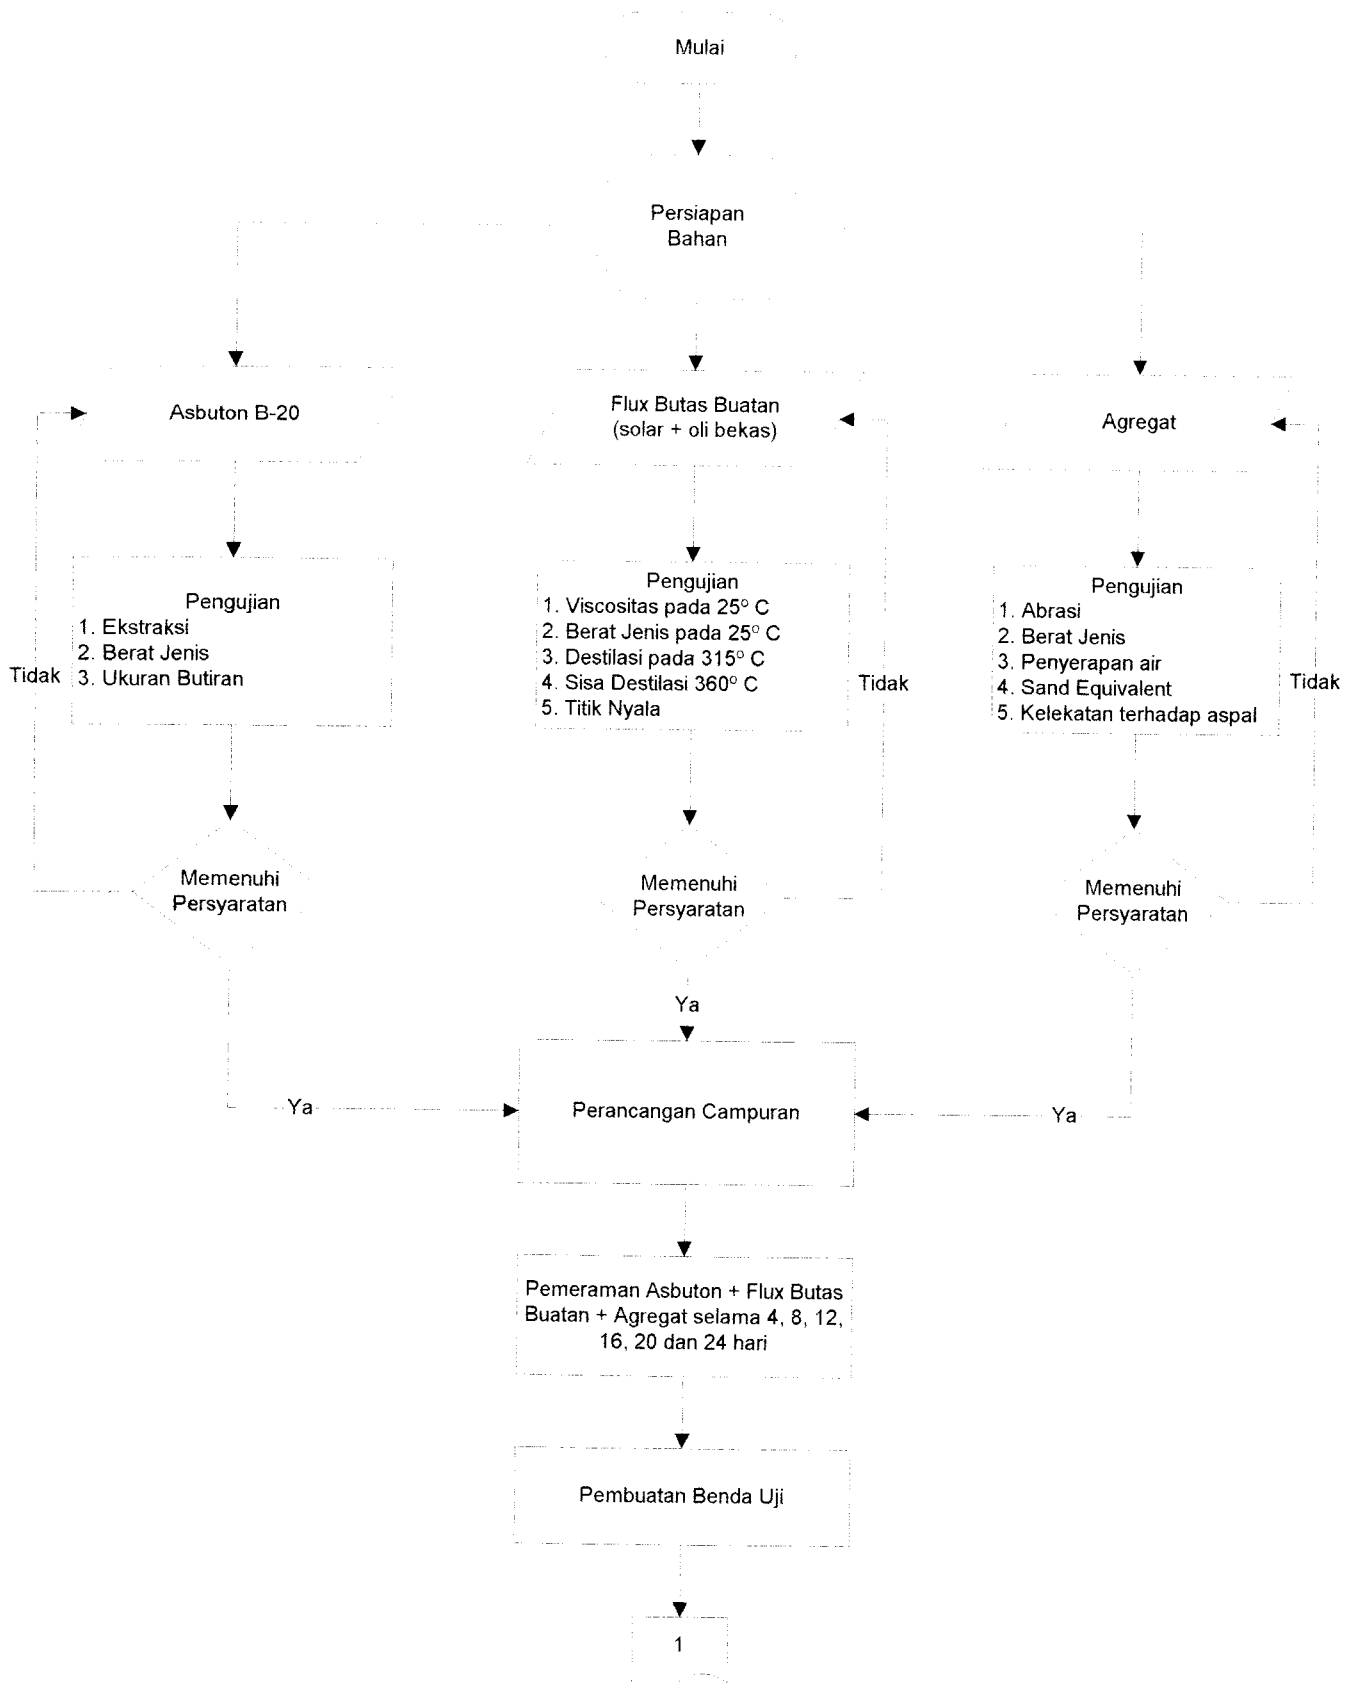 Mulai
Persiapan
Bahan
Asbuton B-20
Flux Butas Buatan
(solar + oli bekas)
Agregat
Pengujian
1. Ekstraksi
2. Berat Jenis
3. Ukuran Butiran
Tidak
Pengujian
1. Viscositas pada 25° C
2. Berat Jenis pada 25° C
3. Destilasi pada 315° C
4. Sisa Destilasi 360° C
5. Titik Nyala
Tidak
Pengujian
1. Abrasi
2. Berat Jenis
3. Penyerapan air
4. Sand Equivalent
5. Kelekatan terhadap aspal
Tidak
Memenuhi
Persyaratan
Memenuhi
Persyaratan
Memenuhi
Persyaratan
Ya
Ya
Perancangan Campuran
Ya
Pemeraman Asbuton + Flux Butas
Buatan + Agregat selama 4, 8, 12,
16, 20 dan 24 hari
Pembuatan Benda Uji
1